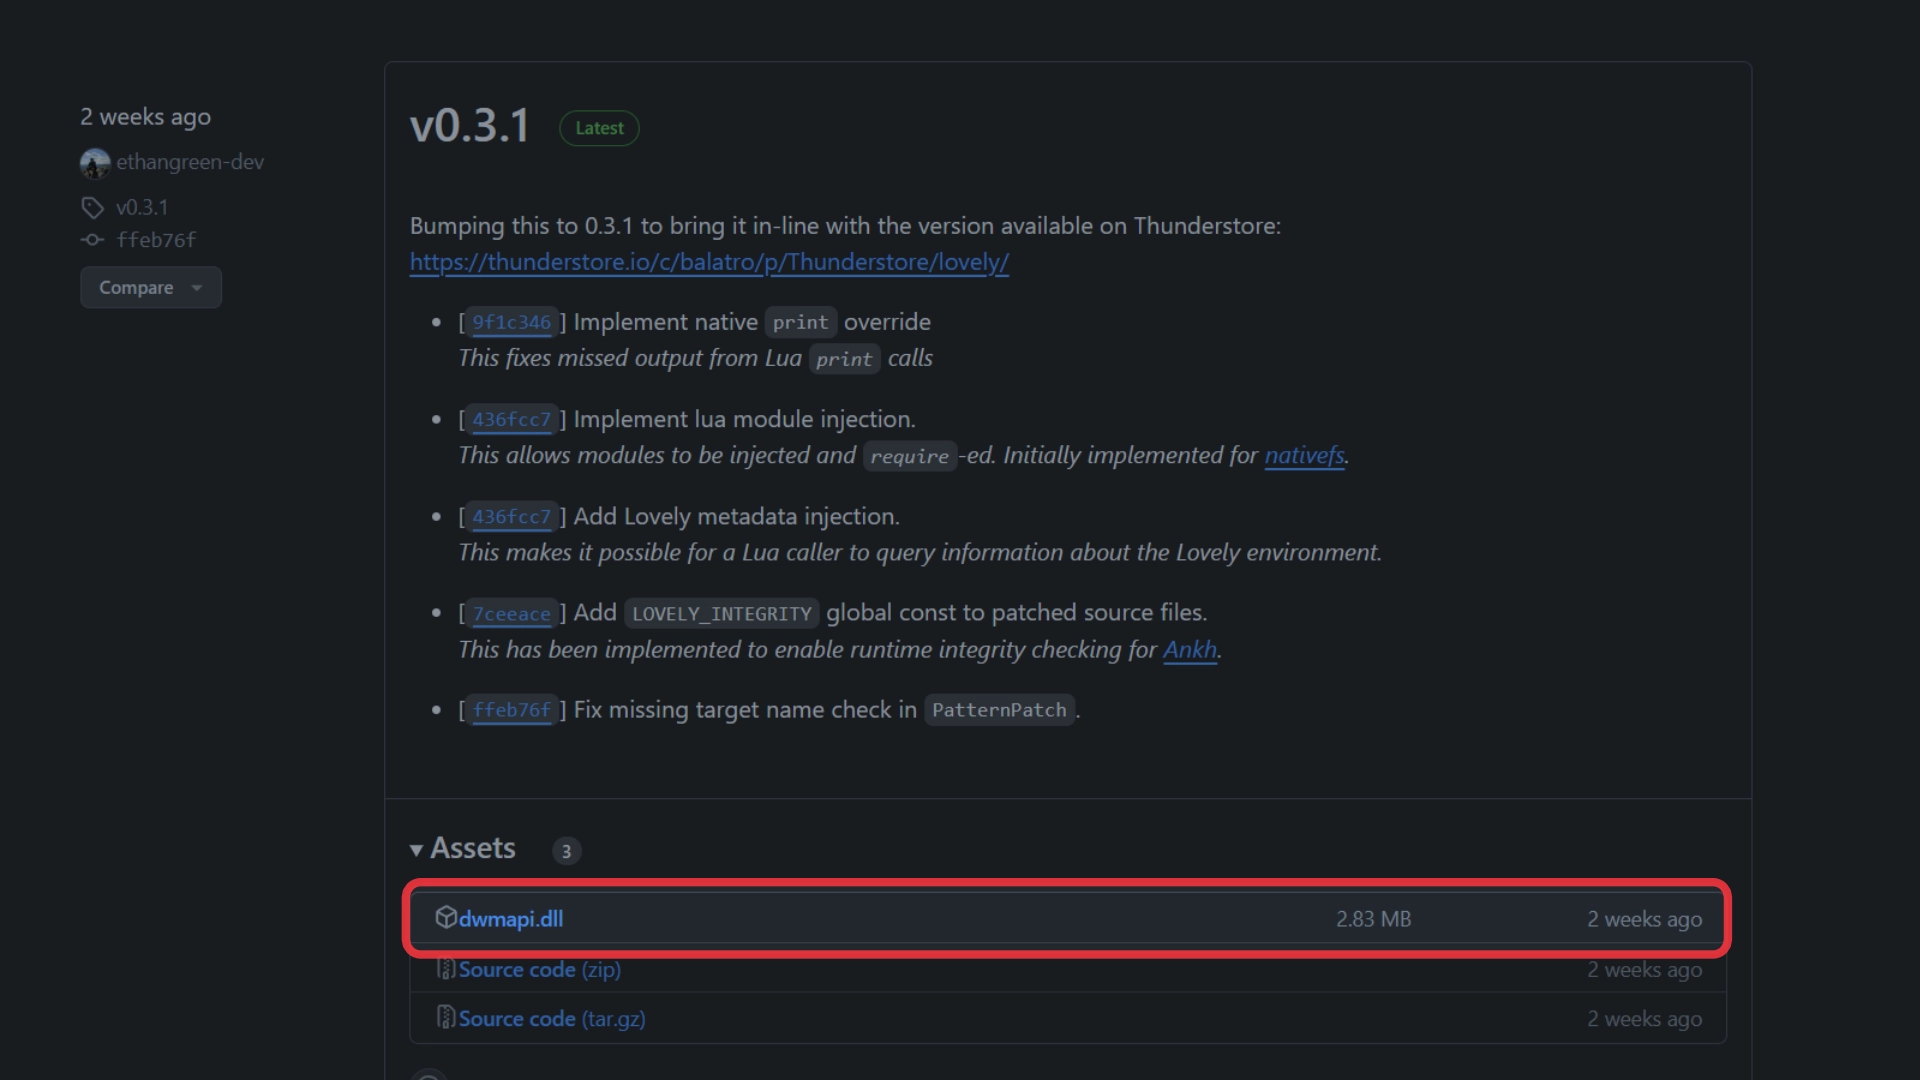 2 weeks ago
ethangreen-dev
v0.3.1
ffeb76f
Compare
v0.3.1 Latest
Bumping this to 0.3.1 to bring it in-line with the version available on Thunderstore:
https://thunderstore.io/c/balatro/p/Thunderstore/lovely/
• [9f1c346] Implement native print override
This fixes missed output from Lua print calls
• [436fcc7] Implement lua module injection.
This allows modules to be injected and require-ed. Initially implemented for nativefs.
• [436fcc7] Add Lovely metadata injection.
This makes it possible for a Lua caller to query information about the Lovely environment.
• [7ceeace] Add LOVELY_INTEGRITY global const to patched source files.
This has been implemented to enable runtime integrity checking for Ankh.
• [ffeb76f] Fix missing target name check in PatternPatch.
Assets 3
dwmapi.dll 2.83 MB 2 weeks ago
Source code (zip) 2 weeks ago
Source code (tar.gz) 2 weeks ago